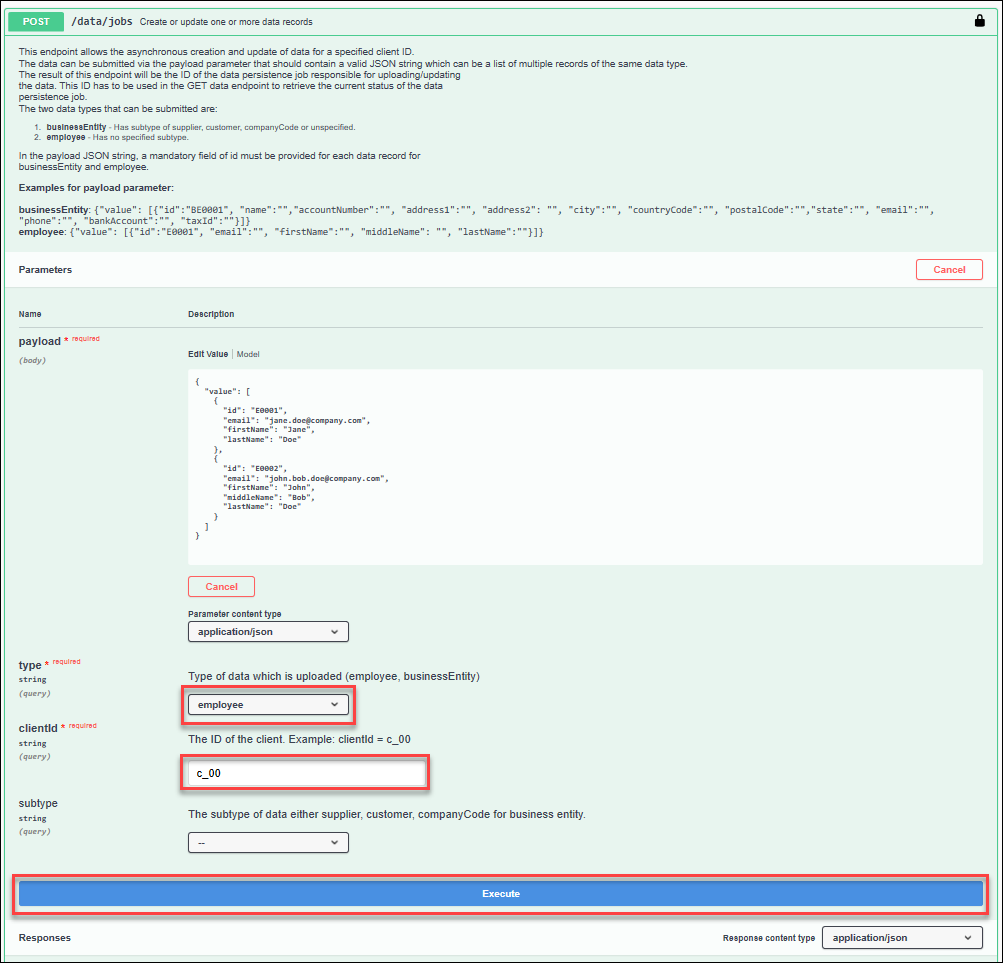 POST /data/jobs Create or update one or more data records
This endpoint allows the asynchronous creation and update of data for a specified client ID.
The data can be submitted via the payload parameter that should contain a valid JSON string which can be a list of multiple records of the same data type.
The result of this endpoint will be the ID of the data persistence job responsible for uploading/updating
the data. This ID has to be used in the GET data endpoint to retrieve the current status of the data
persistence job.
The two data types that can be submitted are:
1. businessEntity - Has subtype of supplier, customer, companyCode or unspecified.
2. employee - Has no specified subtype.
In the payload JSON string, a mandatory field of id must be provided for each data record for
businessEntity and employee.
Examples for payload parameter:
businessEntity: {"value": [{"id":"BE0001", "name":"","accountNumber":"", "address1":"", "address2": "", "city":"", "countryCode":"", "postalCode":"","state":"", "email":"",
"phone":"", "bankAccount":"", "taxId":""}]}
employee: {"value": [{"id":"E0001", "email":"", "firstName":"", "middleName": "", "lastName":""}]}
Parameters Cancel
Name Description
payload * required
(body)
Edit Value | Model
{
"value": [
{
"id": "E0001",
"email": "jane.doe@company.com",
"firstName": "Jane",
"lastName": "Doe"
},
{
"id": "E0002",
"email": "john.bob.doe@company.com",
"firstName": "John",
"middleName": "Bob",
"lastName": "Doe"
}
]
}
Cancel
Parameter content type
application/json
type * required
string
(query)
Type of data which is uploaded (employee, businessEntity)
employee
clientId * required
string
(query)
The ID of the client. Example: clientId = c_00
c_00
subtype
string
(query)
The subtype of data either supplier, customer, companyCode for business entity.
--
Execute
Responses Response content type application/json